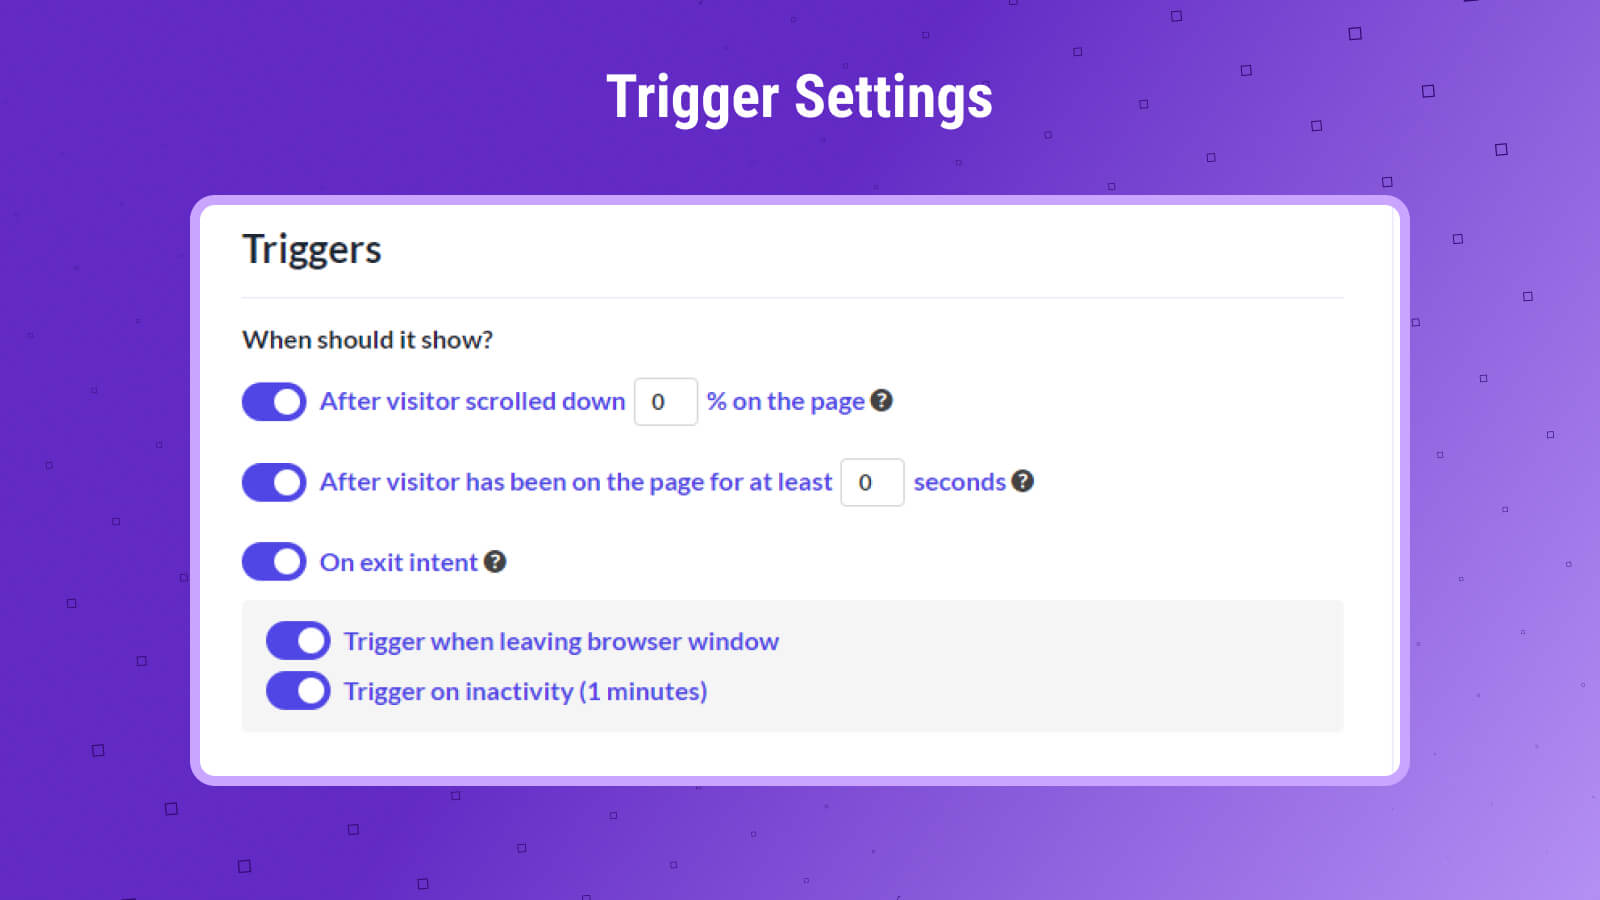 Trigger Settings
Triggers
When should it show?
After visitor scrolled down 0 % on the page ?
After visitor has been on the page for at least 0 seconds ?
On exit intent ?
Trigger when leaving browser window
Trigger on inactivity (1 minutes)